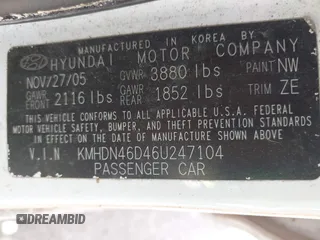 MANUFACTURED IN KOREA BY
HYUNDAI MOTOR COMPANY
NOV/27/05 GVWR 3880 lbs PAINT NW
GAWR FRONT 2116 lbs GAWR REAR 1852 lbs TRIM ZE
THIS VEHICLE CONFORMS TO ALL APPLICABLE U.S.A FEDERAL MOTOR
VEHICLE SAFETY, BUMPER, AND THEFT PREVENTION STANDARDS
IN EFFECT ON THE DATE OF MANUFACTURE SHOWN ABOVE.
V.I.N KMHDN46D46U247104
PASSENGER CAR
DREAMBID